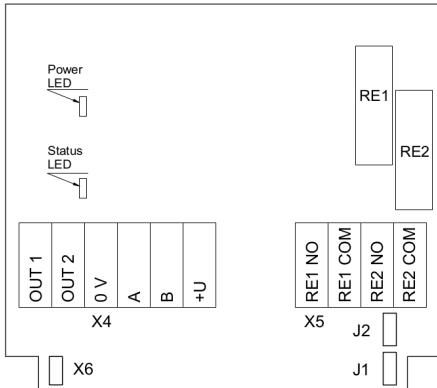 Power
LED
RE1
RE2
Status
LED
OUT 1
OUT 2
0 V
A
B
+U
RE1 NO
RE1 COM
RE2 NO
RE2 COM
X4
X5
J2
X6
J1